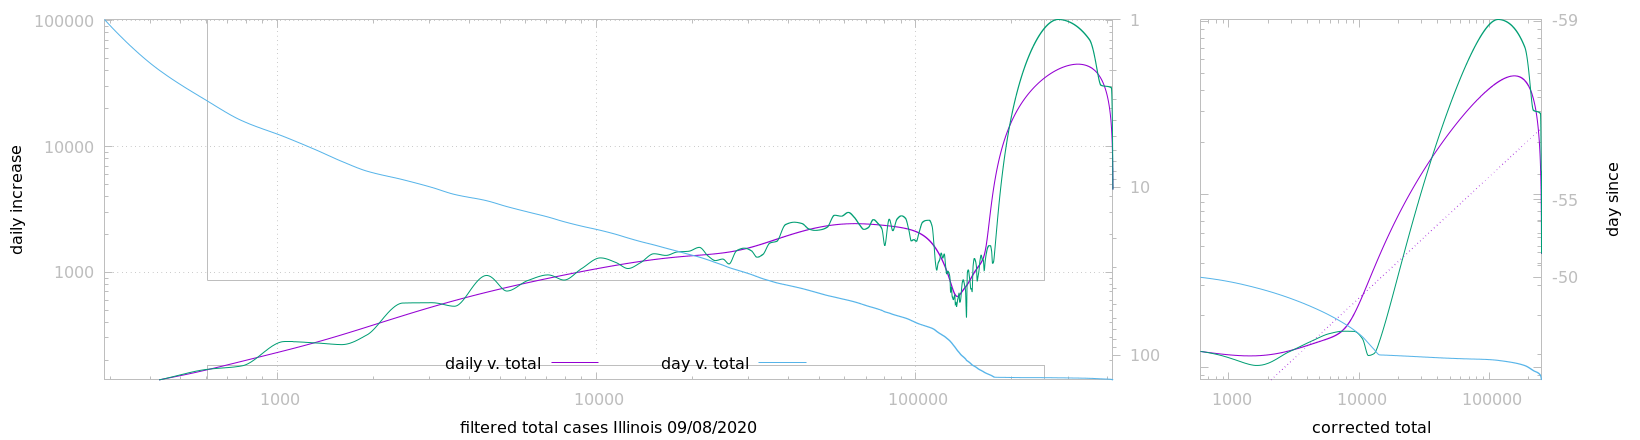 100000
10000
1000
daily increase
1
10
100
daily v. total
day v. total
1000
10000
100000
filtered total cases Illinois 09/08/2020
-59
-55
-50
day since
1000
10000
100000
corrected total